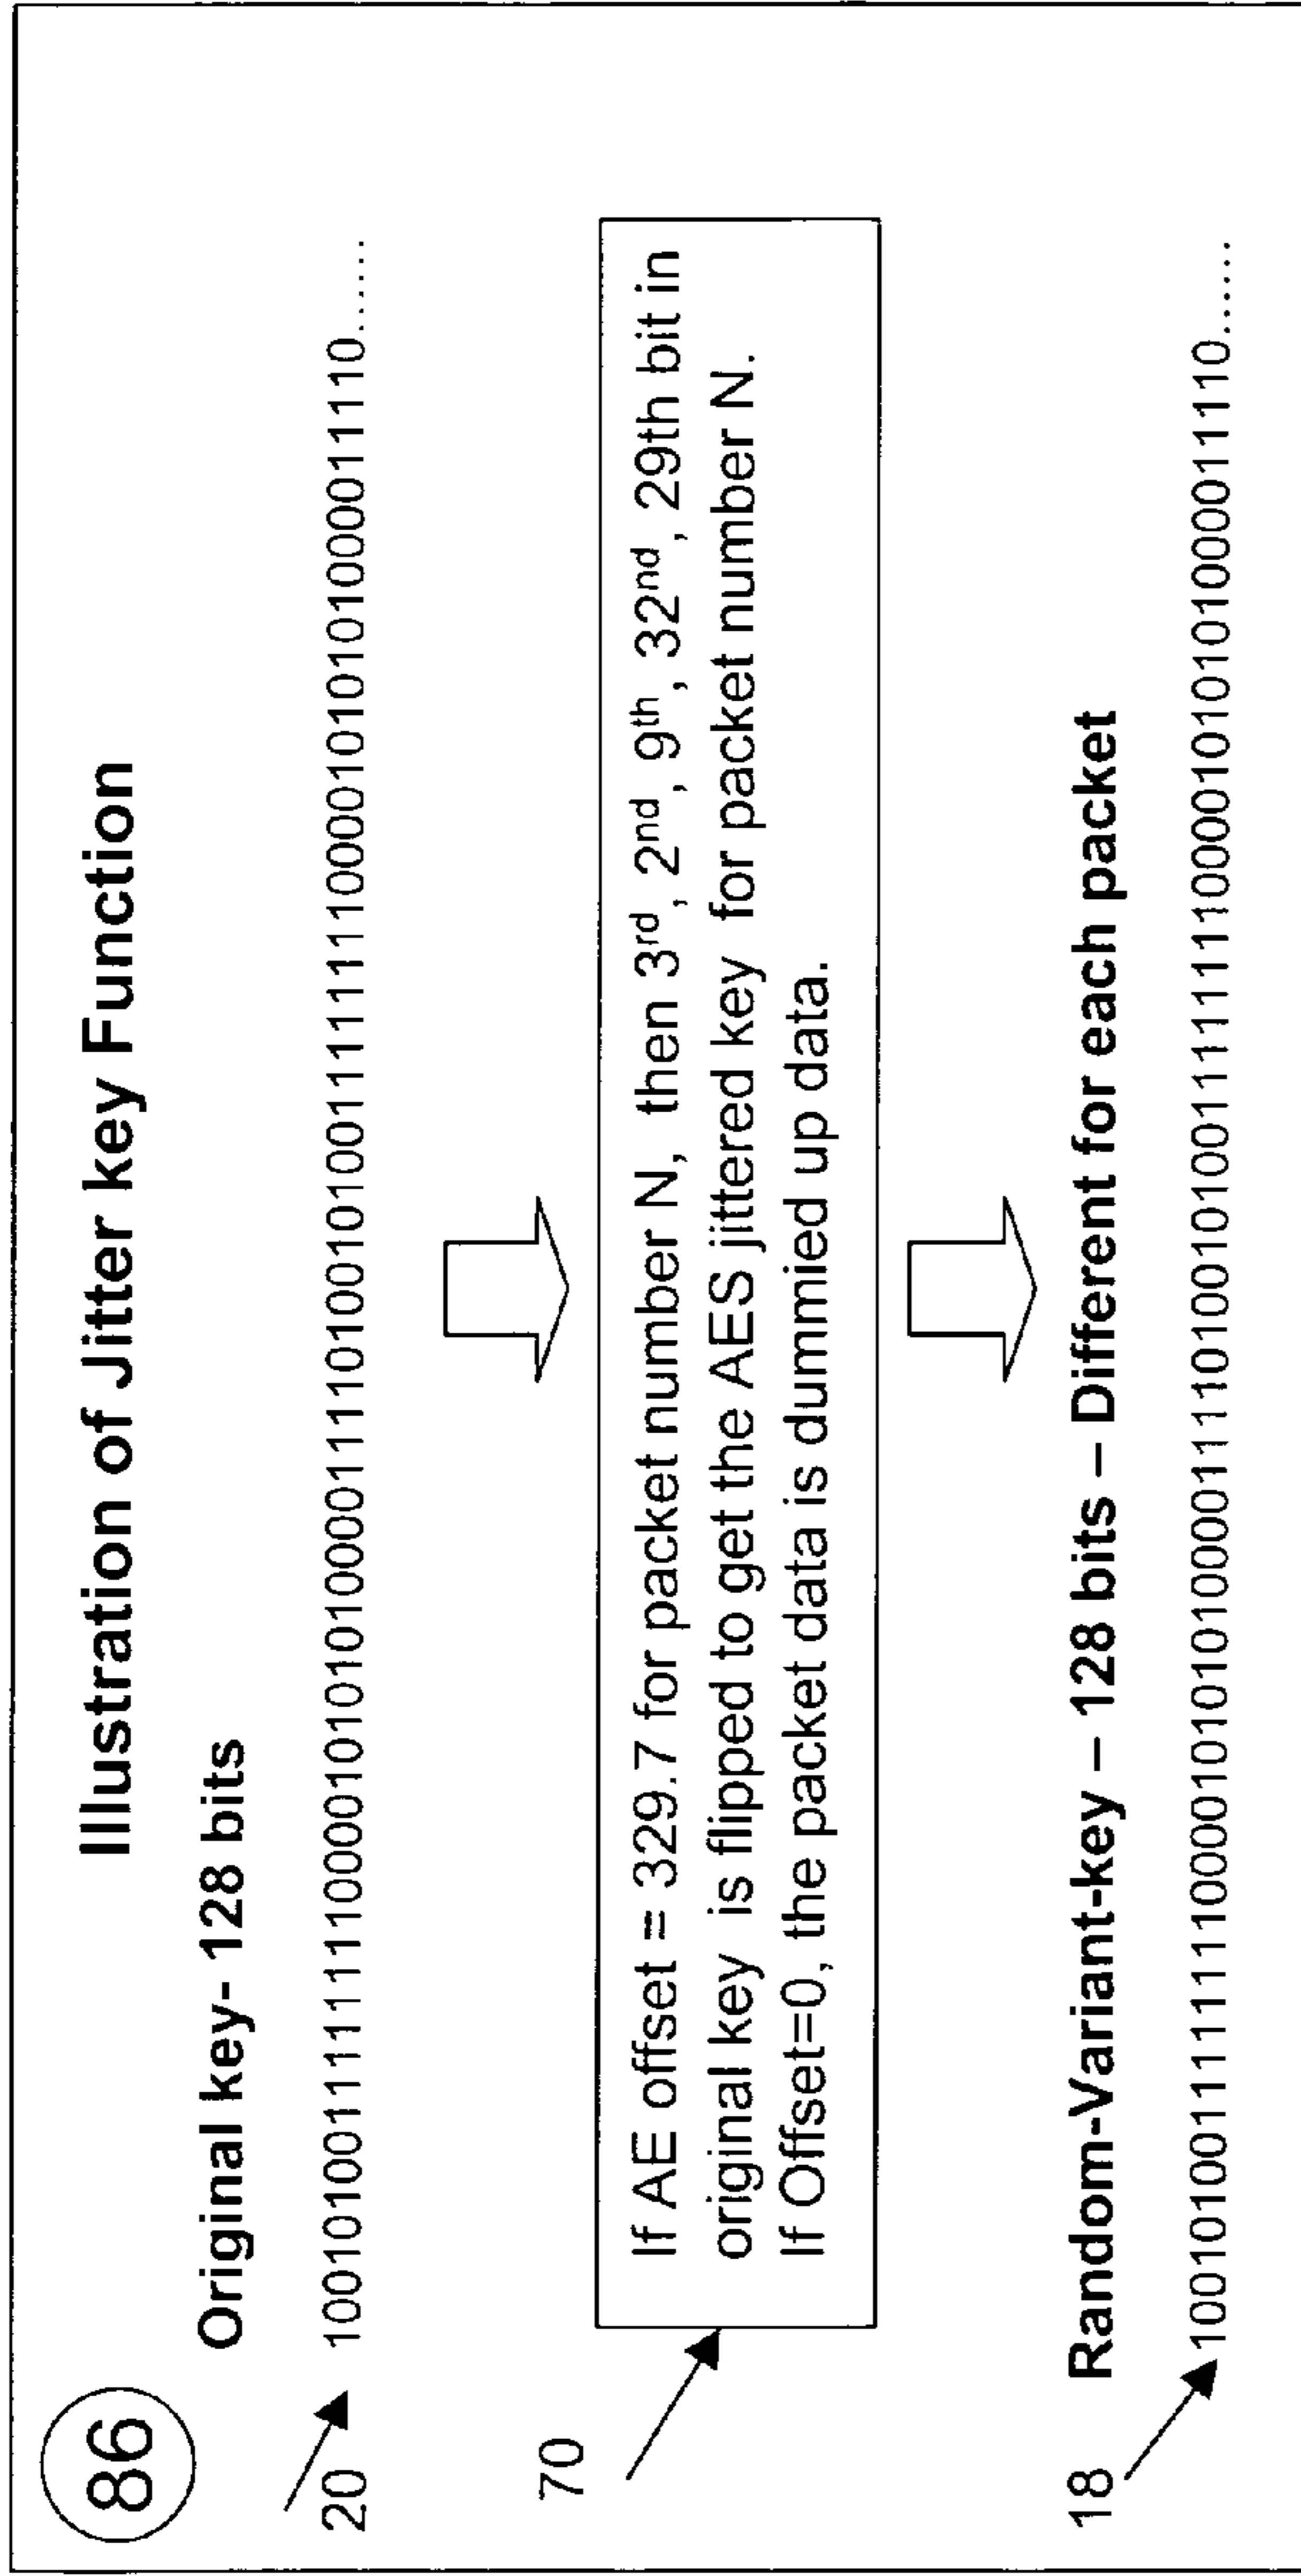 86
Illustration of Jitter key Function
Original key- 128 bits
20
70
If AE offset = 329.7 for packet number N, then 3rd, 2nd, 9th, 32nd, 29th bit in
original key is flipped to get the AES jittered key for packet number N.
If Offset=0, the packet data is dummied up data.
18
Random-Variant-key – 128 bits – Different for each packet